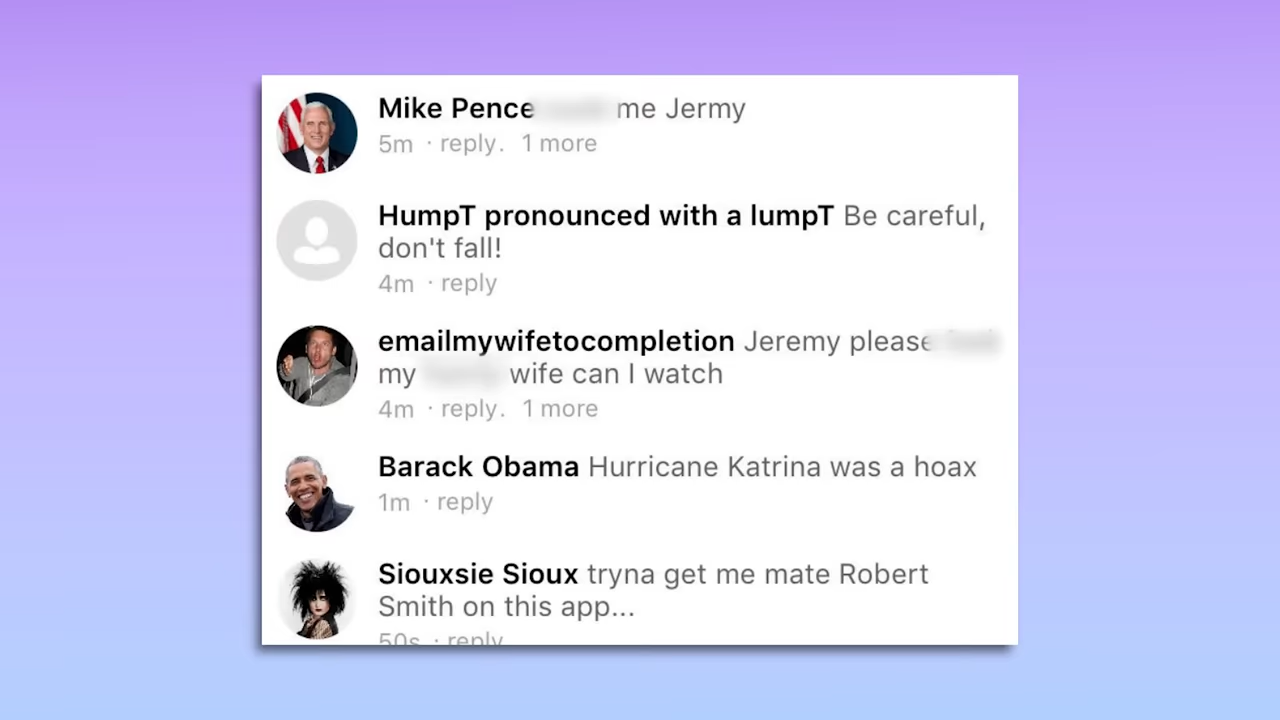 Mike Pence me Jermy
5m · reply. 1 more
HumpT pronounced with a lumpT Be careful,
don't fall!
4m · reply
emailmywifetocompletion Jeremy please
my wife can I watch
4m · reply. 1 more
Barack Obama Hurricane Katrina was a hoax
1m · reply
Siouxsie Sioux tryna get me mate Robert
Smith on this app...
50s · reply